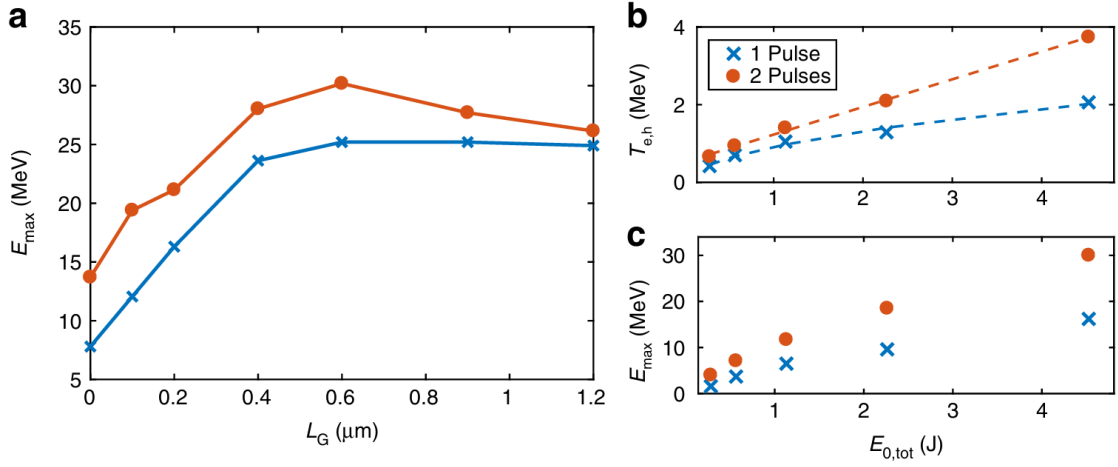 a
35
30
25
20
15
10
5
E_max (MeV)
0
0.2
0.4
0.6
0.8
1
1.2
L_G (μm)
b
4
2
0
T_e,h (MeV)
1 Pulse
2 Pulses
1
2
3
4
c
30
20
10
0
E_max (MeV)
1
2
3
4
E_0,tot (J)